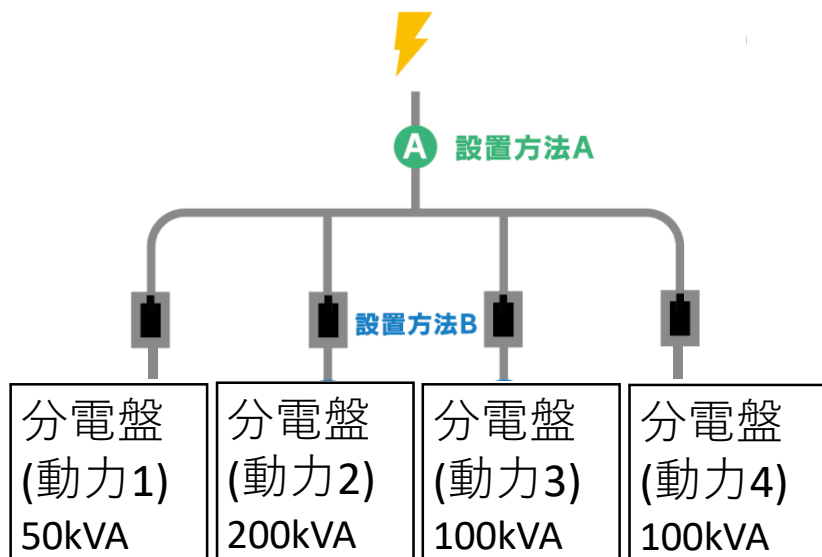 A 設置方法A
設置方法B
分電盤
(動力1)
50kVA
分電盤
(動力2)
200kVA
分電盤
(動力3)
100kVA
分電盤
(動力4)
100kVA